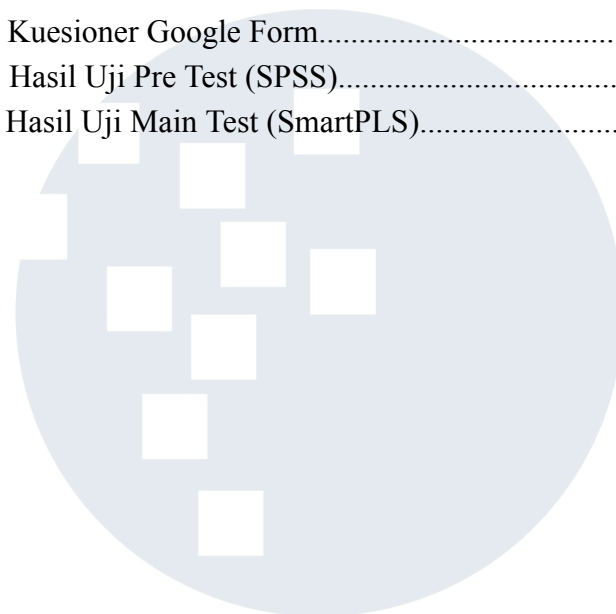 Kuesioner Google Form....................................................
Hasil Uji Pre Test (SPSS)................................................
Hasil Uji Main Test (SmartPLS)...................................